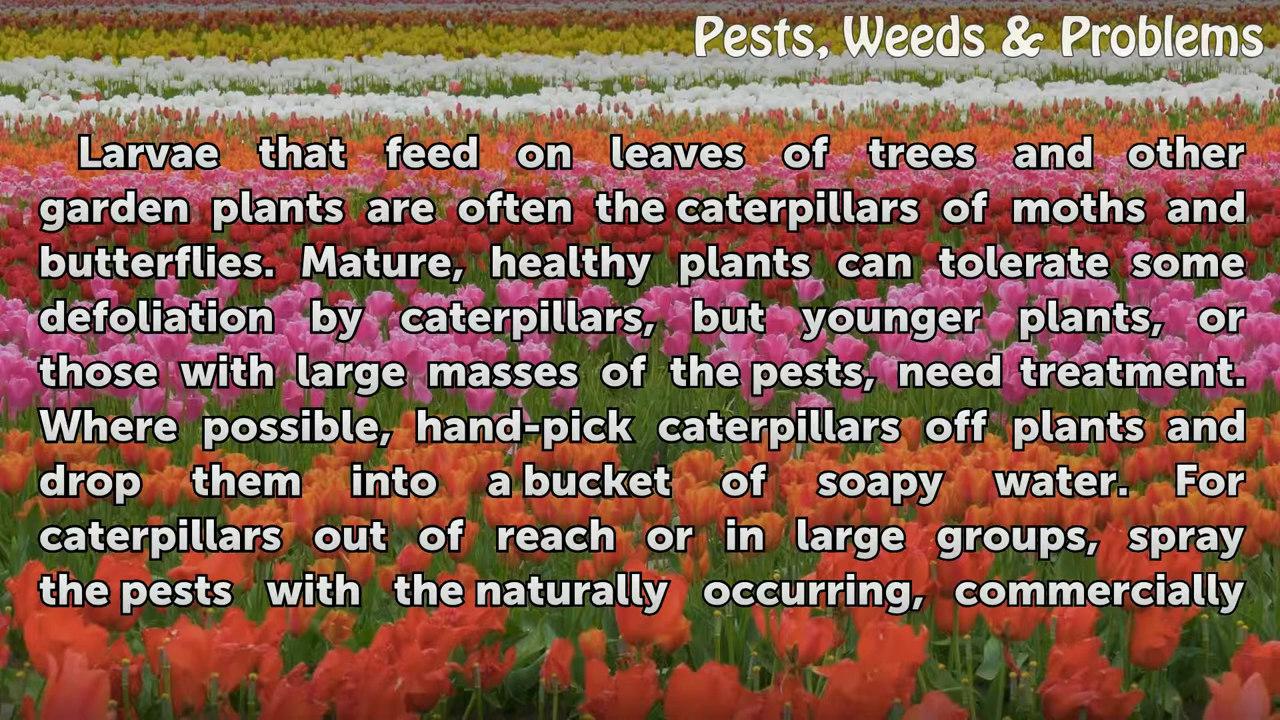 Pests, Weeds & Problems
Larvae that feed on leaves of trees and other
garden plants are often the caterpillars of moths and
butterflies. Mature, healthy plants can tolerate some
defoliation by caterpillars, but younger plants, or
those with large masses of the pests, need treatment.
Where possible, hand-pick caterpillars off plants and
drop them into a bucket of soapy water. For
caterpillars out of reach or in large groups, spray
the pests with the naturally occurring, commercially